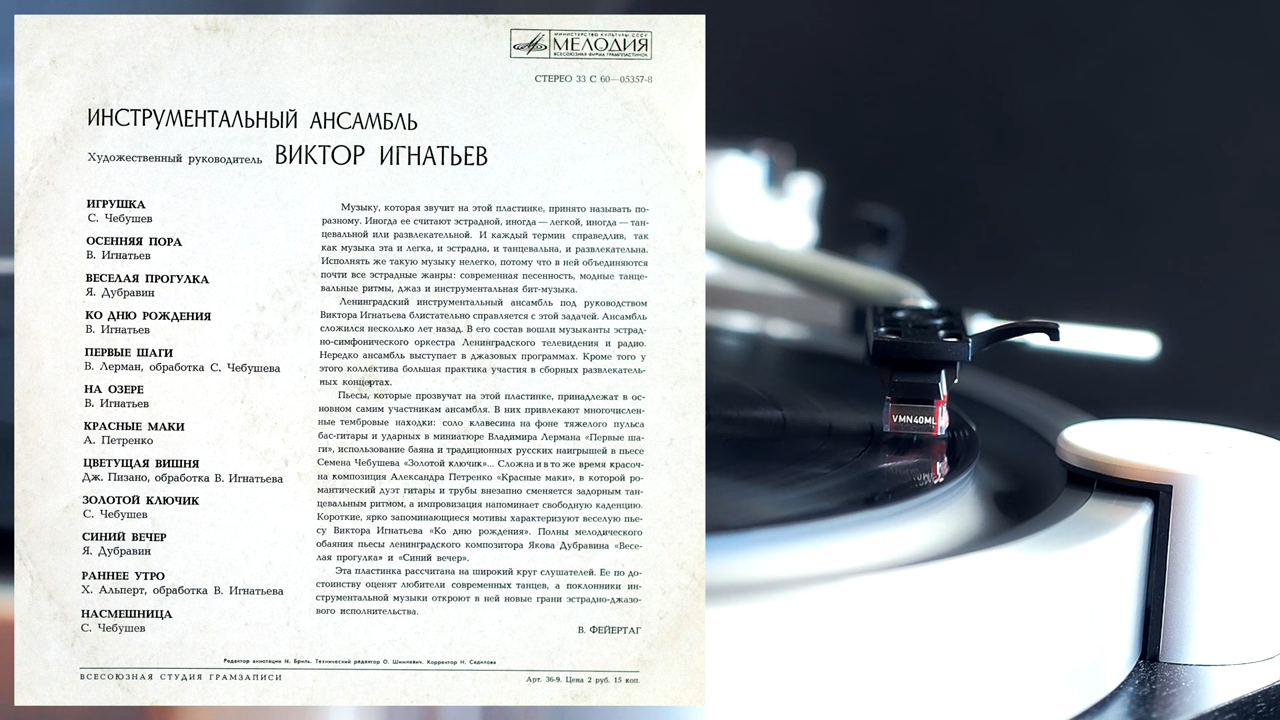 МИНИСТЕРСТВО КУЛЬТУРЫ СССР
МЕЛОДИЯ
ВСЕСОЮЗНАЯ ФИРМА ГРАМПЛАСТИНОК
СТЕРЕО 33 С 60—05357-8
ИНСТРУМЕНТАЛЬНЫЙ АНСАМБЛЬ
Художественный руководитель ВИКТОР ИГНАТЬЕВ
ИГРУШКА
С. Чебушев
ОСЕННЯЯ ПОРА
В. Игнатьев
ВЕСЕЛАЯ ПРОГУЛКА
Я. Дубравин
КО ДНЮ РОЖДЕНИЯ
В. Игнатьев
ПЕРВЫЕ ШАГИ
В. Лерман, обработка С. Чебушева
НА ОЗЕРЕ
В. Игнатьев
КРАСНЫЕ МАКИ
А. Петренко
ЦВЕТУЩАЯ ВИШНЯ
Дж. Пизано, обработка В. Игнатьева
ЗОЛОТОЙ КЛЮЧИК
С. Чебушев
СИНИЙ ВЕЧЕР
Я. Дубравин
РАННЕЕ УТРО
Х. Альперт, обработка В. Игнатьева
НАСМЕШНИЦА
С. Чебушев
Музыку, которая звучит на этой пластинке, принято называть по-
разному. Иногда ее считают эстрадной, иногда — легкой, иногда — тан-
цевальной или развлекательной. И каждый термин справедлив, так
как музыка эта и легка, и эстрадна, и танцевальна, и развлекательна.
Исполнять же такую музыку нелегко, потому что в ней объединяются
почти все эстрадные жанры: современная песенность, модные танце-
вальные ритмы, джаз и инструментальная бит-музыка.
Ленинградский инструментальный ансамбль под руководством
Виктора Игнатьева блистательно справляется с этой задачей. Ансамбль
сложился несколько лет назад. В его состав вошли музыканты эстрад-
но-симфонического оркестра Ленинградского телевидения и радио.
Нередко ансамбль выступает в джазовых программах. Кроме того у
этого коллектива большая практика участия в сборных развлекатель-
ных концертах.
Пьесы, которые прозвучат на этой пластинке, принадлежат в ос-
новном самим участникам ансамбля. В них привлекают многочислен-
ные тембровые находки: соло клавесина на фоне тяжелого пульса
бас-гитары и ударных в миниатюре Владимира Лермана «Первые ша-
ги», использование баяна и традиционных русских наигрышей в пьесе
Семена Чебушева «Золотой ключик»... Сложна и в то же время красоч-
на композиция Александра Петренко «Красные маки», в которой ро-
мантический дуэт гитары и трубы внезапно сменяется задорным тан-
цевальным ритмом, а импровизация напоминает свободную каденцию.
Короткие, ярко запоминающиеся мотивы характеризуют веселую пье-
су Виктора Игнатьева «Ко дню рождения». Полны мелодического
обаяния пьесы ленинградского композитора Якова Дубравина «Весе-
лая прогулка» и «Синий вечер».
Эта пластинка рассчитана на широкий круг слушателей. Ее по до-
стоинству оценят любители современных танцев, а поклонники ин-
струментальной музыки откроют в ней новые грани эстрадно-джазо-
вого исполнительства.
В. ФЕЙЕРТАГ
Редактор аннотации И. Бриль. Технический редактор О. Шинкевич. Корректор Н. Садилова
ВСЕСОЮЗНАЯ СТУДИЯ ГРАМЗАПИСИ
Арт. 36-9. Цена 2 руб. 15 коп.
VMN40ML